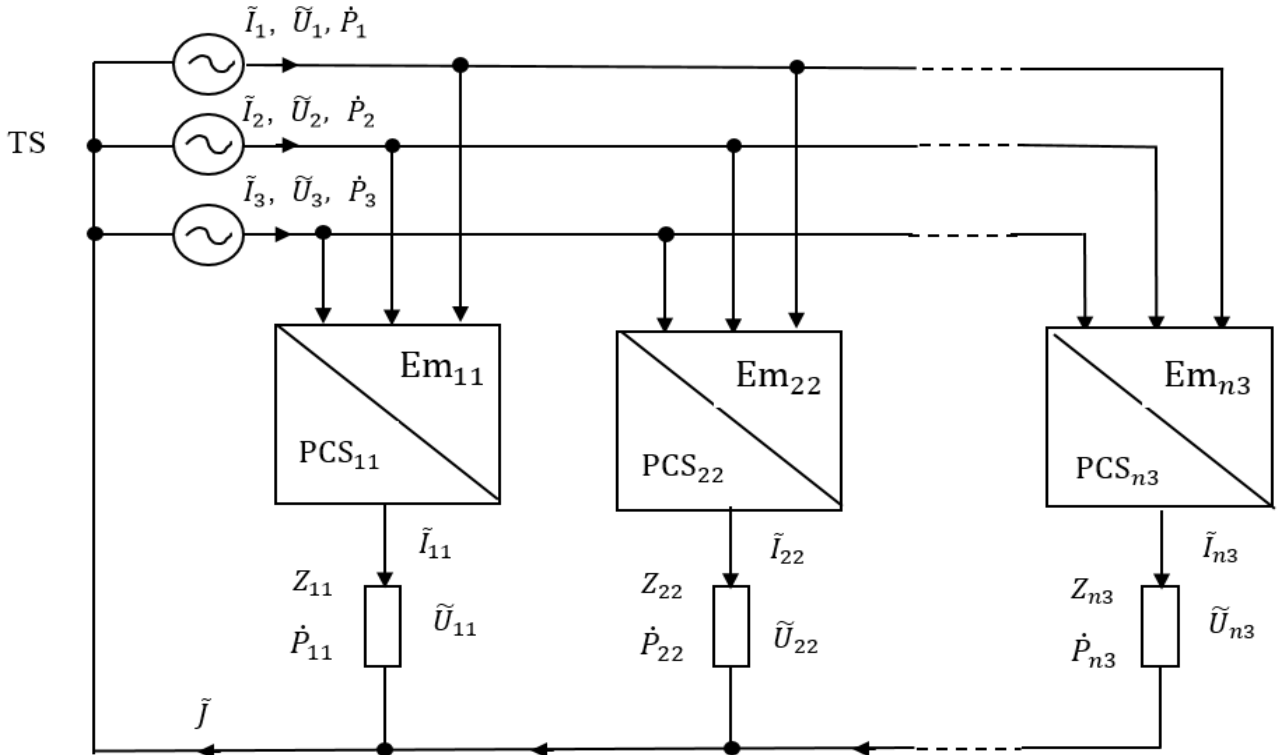 Ĩ₁, Ũ₁, Ṗ₁
Ĩ₂, Ũ₂, Ṗ₂
TS
Ĩ₃, Ũ₃, Ṗ₃
Em₁₁
PCS₁₁
Em₂₂
PCS₂₂
Emₙ₃
PCSₙ₃
Ĩ₁₁
Z₁₁
Ũ₁₁
Ṗ₁₁
Ĩ₂₂
Z₂₂
Ũ₂₂
Ṗ₂₂
Ĩₙ₃
Zₙ₃
Ũₙ₃
Ṗₙ₃
J̃